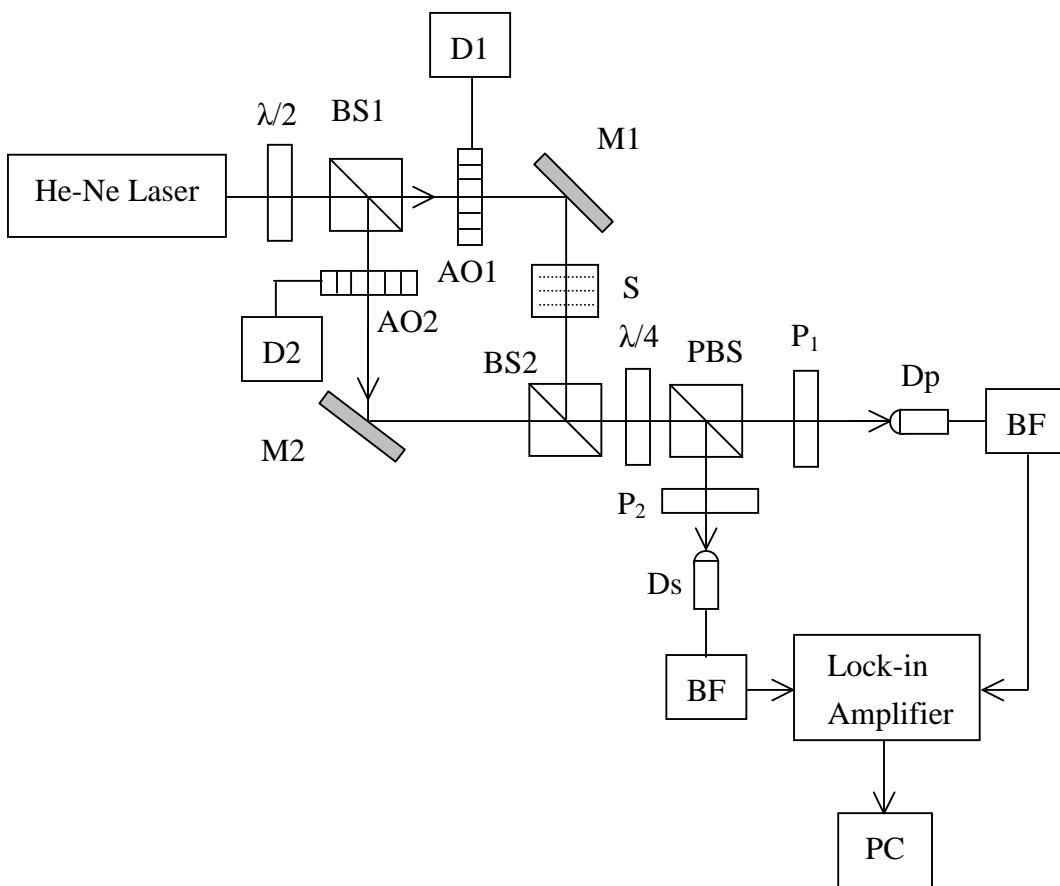 D1
λ/2
BS1
M1
He-Ne Laser
AO1
S
AO2
D2
λ/4
PBS
P₁
BS2
Dp
BF
M2
P₂
Ds
BF
Lock-in
Amplifier
PC